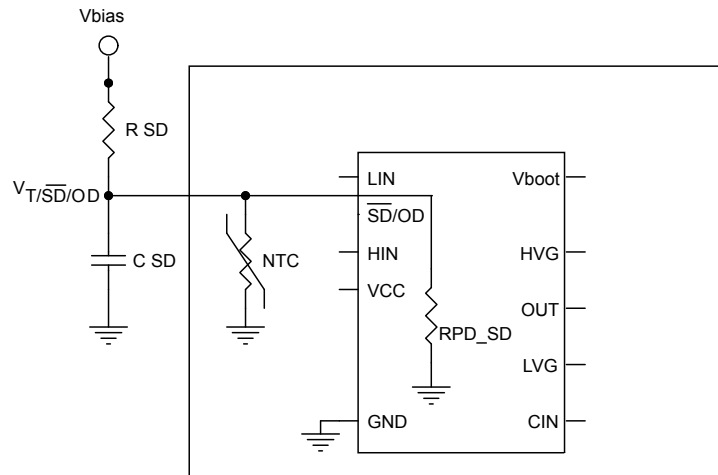 Vbias
R SD
VT/SD/OD
C SD
NTC
LIN
SD/OD
HIN
VCC
RPD_SD
GND
Vboot
HVG
OUT
LVG
CIN